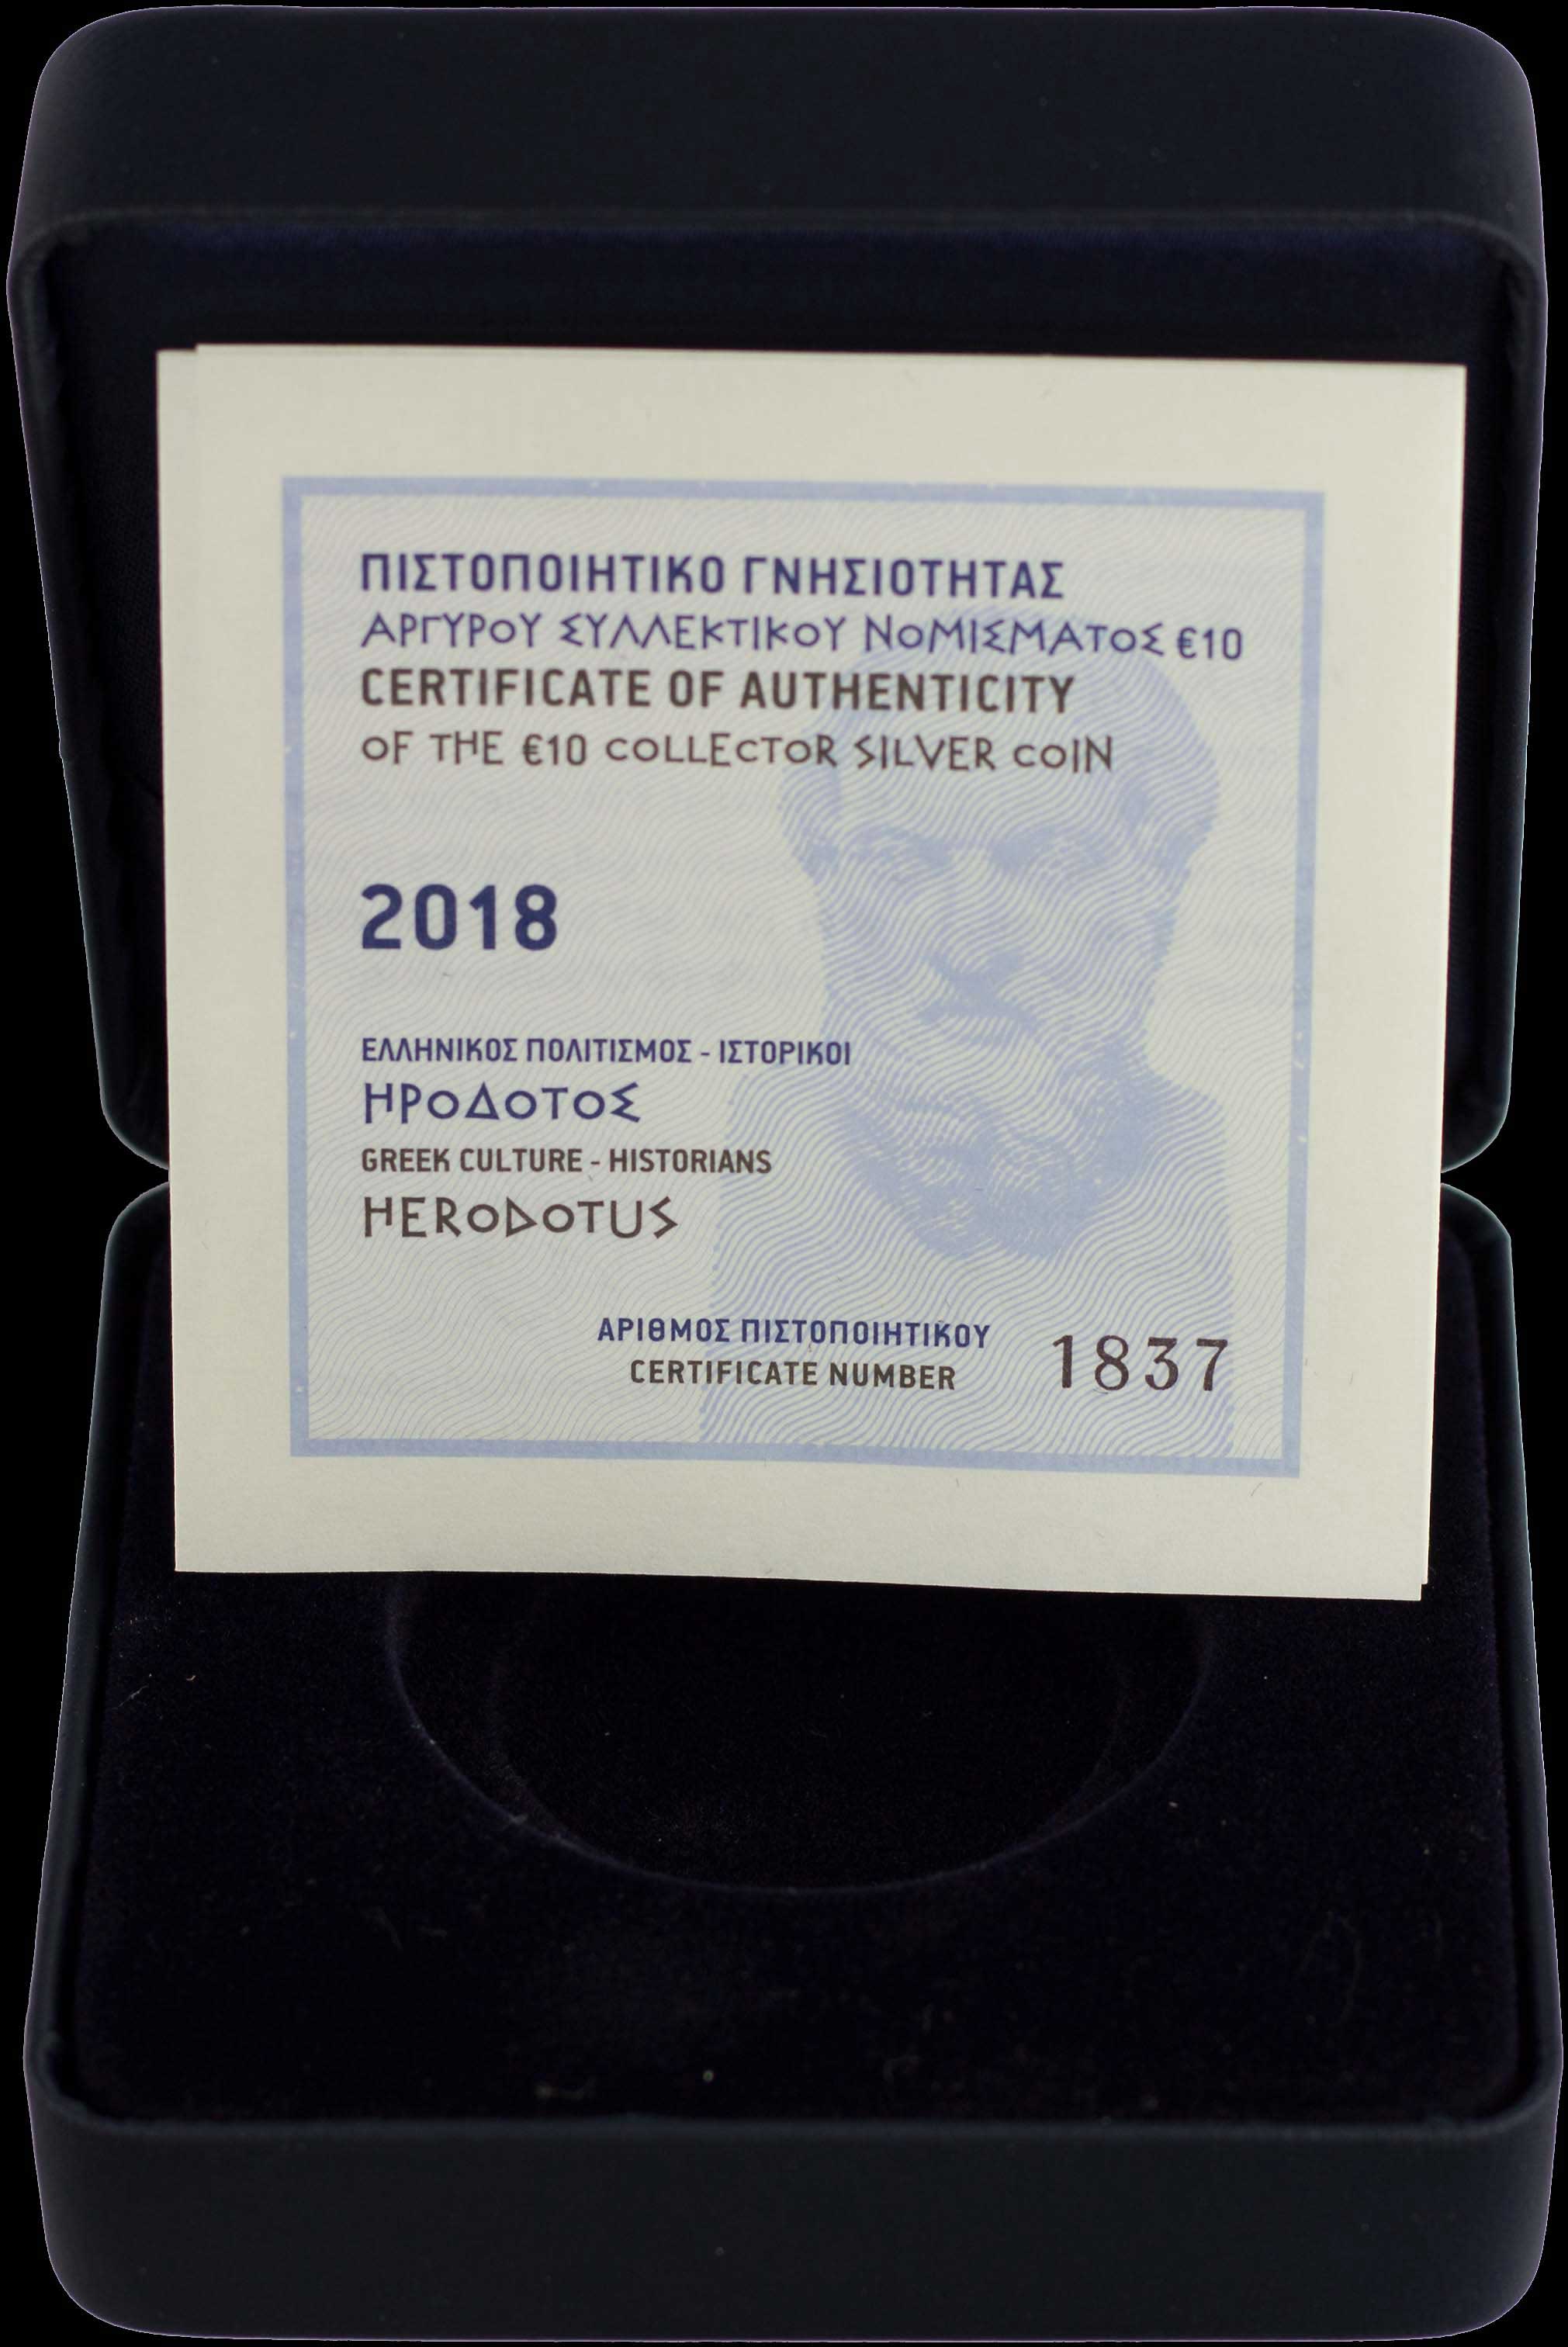 ΠΙΣΤΟΠΟΙΗΤΙΚΟ ΓΝΗΣΙΟΤΗΤΑΣ
ΑΡΓΥΡΟΥ ΣΥΛΛΕΚΤΙΚΟΥ ΝΟΜΙΣΜΑΤΟΣ €10
CERTIFICATE OF AUTHENTICITY
OF THE €10 COLLECTOR SILVER COIN
2018
ΕΛΛΗΝΙΚΟΣ ΠΟΛΙΤΙΣΜΟΣ - ΙΣΤΟΡΙΚΟΙ
ΗΡΟΔΟΤΟΣ
GREEK CULTURE - HISTORIANS
HERODOTUS
ΑΡΙΘΜΟΣ ΠΙΣΤΟΠΟΙΗΤΙΚΟΥ
CERTIFICATE NUMBER 1837